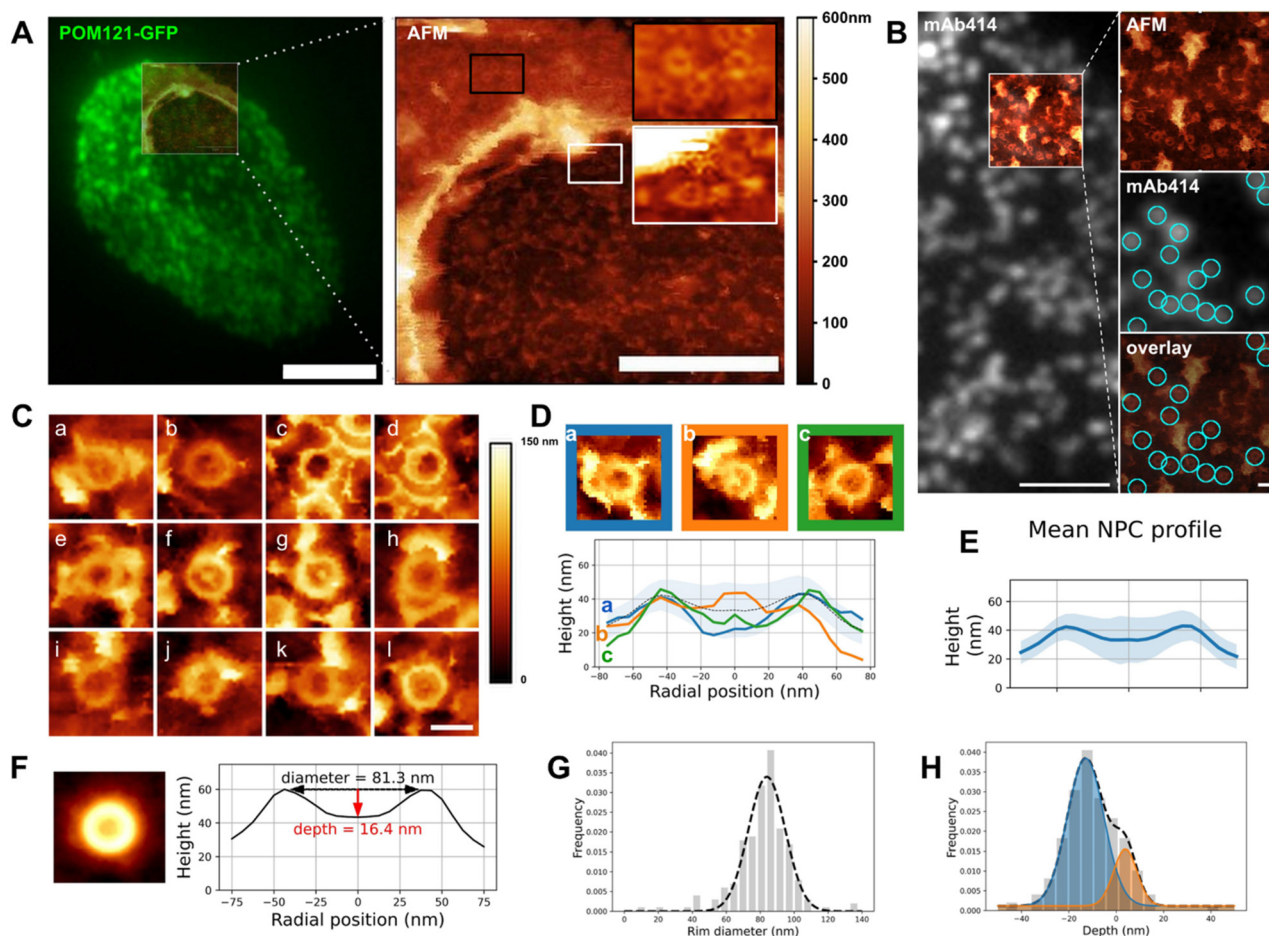 A
POM121-GFP
AFM
600nm
500
400
300
200
100
0
B
mAb414
AFM
mAb414
overlay
C
a
b
c
d
e
f
g
h
i
j
k
l
150 nm
0
D
a
b
c
Height (nm)
80
60
40
20
0
a
b
c
−80
−60
−40
−20
0
20
40
60
80
Radial position (nm)
E
Mean NPC profile
Height
(nm)
60
40
20
0
F
Height (nm)
60
40
20
0
diameter = 81.3 nm
depth = 16.4 nm
−75
−50
−25
0
25
50
75
Radial position (nm)
G
Frequency
0.040
0.035
0.030
0.025
0.020
0.015
0.010
0.005
0.000
0
20
40
60
80
100
120
140
Rim diameter (nm)
H
Frequency
0.040
0.035
0.030
0.025
0.020
0.015
0.010
0.005
0.000
−40
−20
0
20
40
Depth (nm)